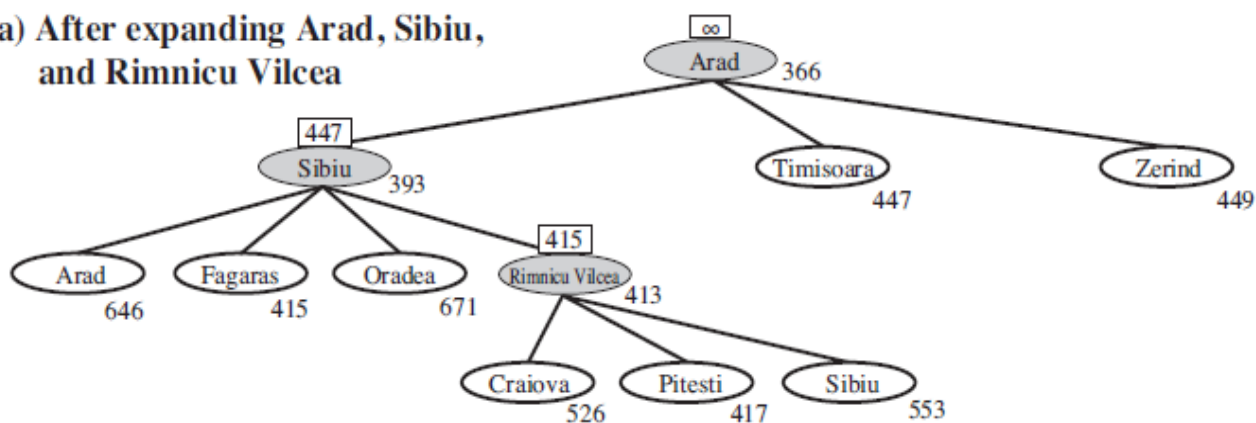 a) After expanding Arad, Sibiu,
and Rimnicu Vilcea
∞
Arad
366
447
Sibiu
393
Timisoara
447
Zerind
449
Arad
646
Fagaras
415
Oradea
671
415
Rimnicu Vilcea
413
Craiova
526
Pitesti
417
Sibiu
553